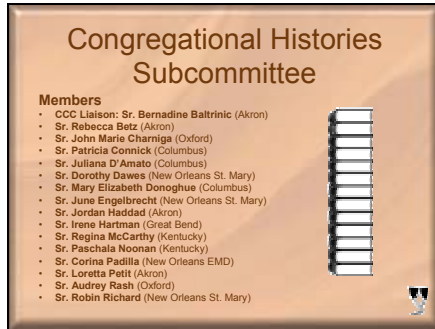 Congregational Histories
Subcommittee
Members
• CCC Liaison: Sr. Bernadine Baltrinic (Akron)
• Sr. Rebecca Betz (Akron)
• Sr. John Marie Charniga (Oxford)
• Sr. Patricia Connick (Columbus)
• Sr. Juliana D'Amato (Columbus)
• Sr. Dorothy Dawes (New Orleans St. Mary)
• Sr. Mary Elizabeth Donoghue (Columbus)
• Sr. June Engelbrecht (New Orleans St. Mary)
• Sr. Jordan Haddad (Akron)
• Sr. Irene Hartman (Great Bend)
• Sr. Regina McCarthy (Kentucky)
• Sr. Paschala Noonan (Kentucky)
• Sr. Corina Padilla (New Orleans EMD)
• Sr. Loretta Petit (Akron)
• Sr. Audrey Rash (Oxford)
• Sr. Robin Richard (New Orleans St. Mary)